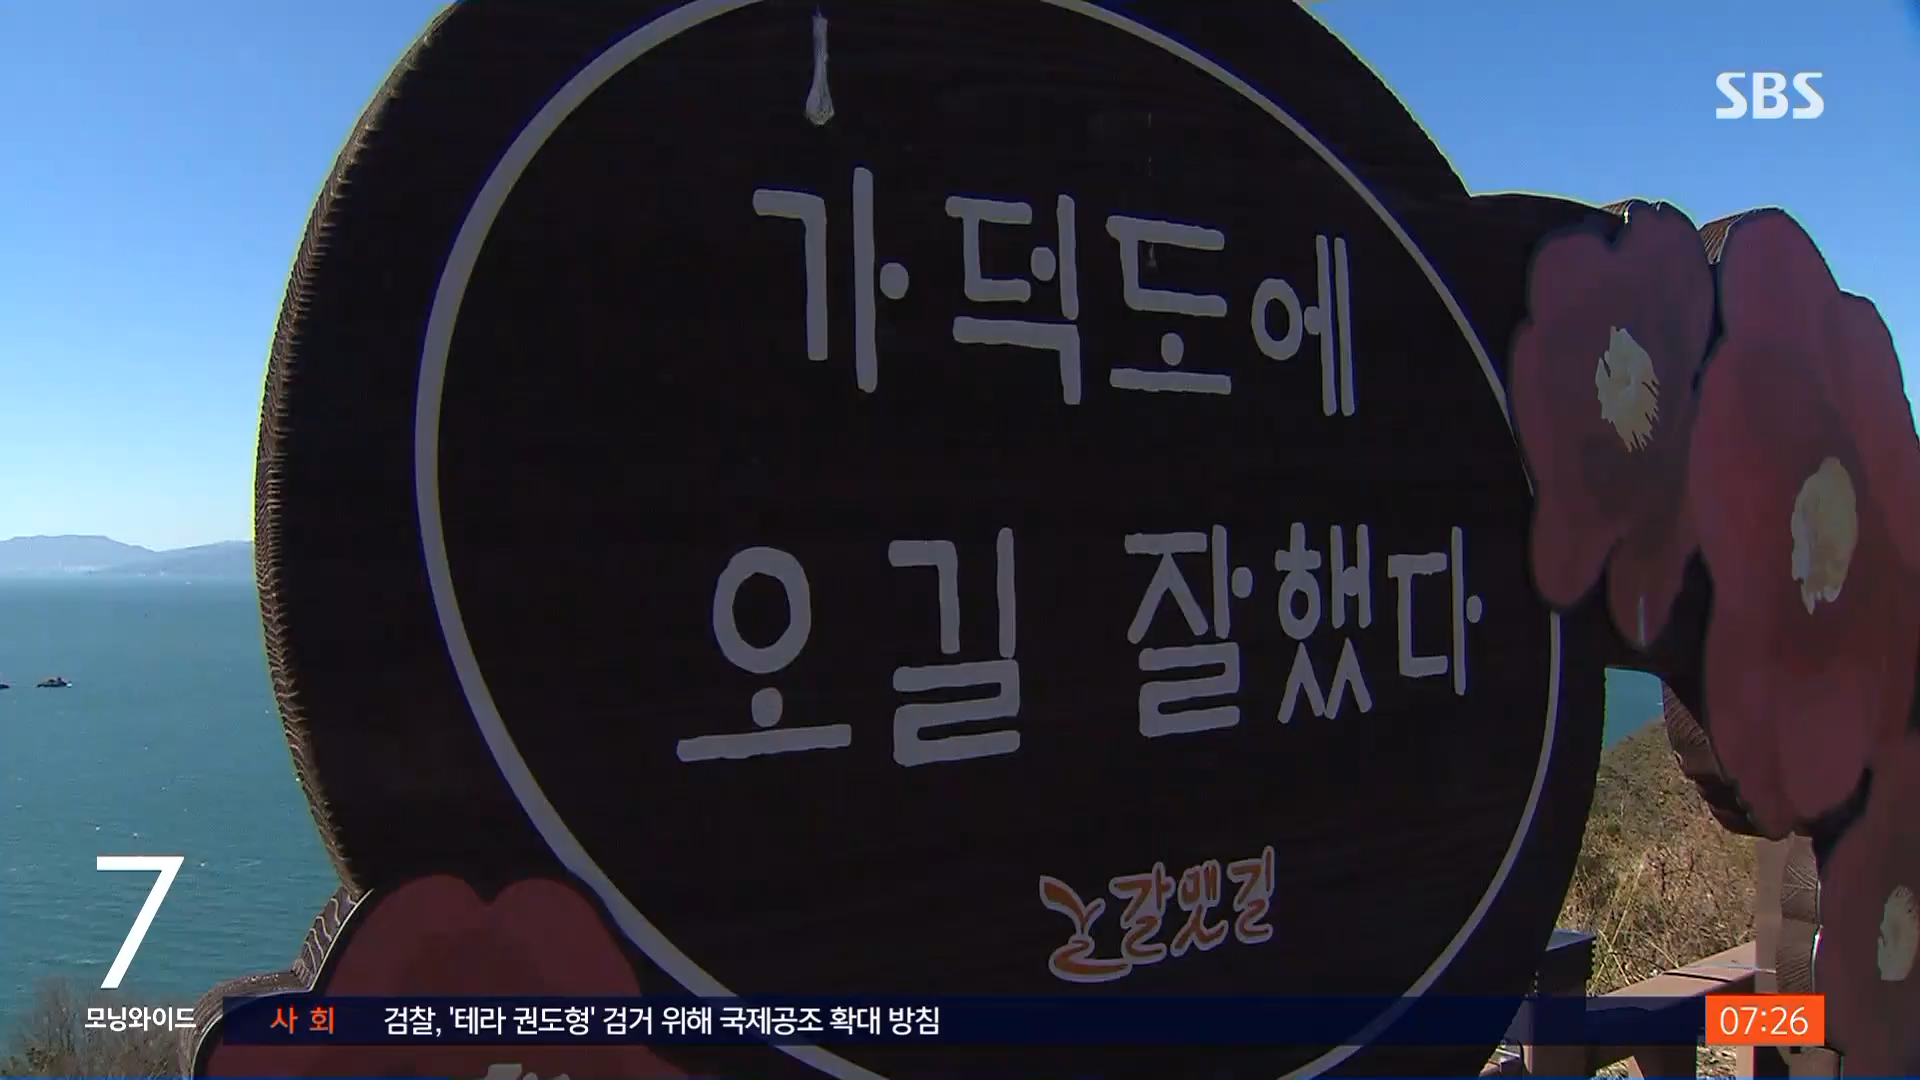 SBS
가덕도에
오길 잘했다
갈맷길
7
모닝와이드
사회 검찰, '테라 권도형' 검거 위해 국제공조 확대 방침 07:26